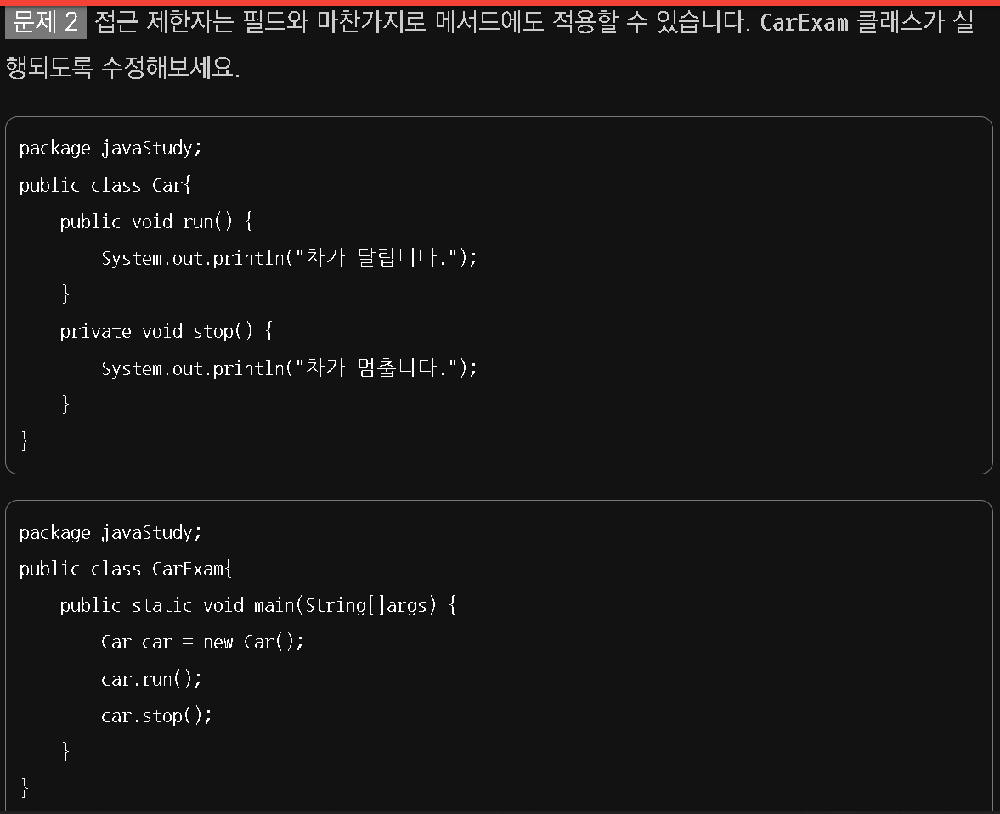 문제 2 접근 제한자는 필드와 마찬가지로 메서드에도 적용할 수 있습니다. CarExam 클래스가 실
행되도록 수정해보세요.
package javaStudy;
public class Car{
    public void run() {
        System.out.println("차가 달립니다.");
    }
    private void stop() {
        System.out.println("차가 멈춥니다.");
    }
}
package javaStudy;
public class CarExam{
    public static void main(String[]args) {
        Car car = new Car();
        car.run();
        car.stop();
    }
}